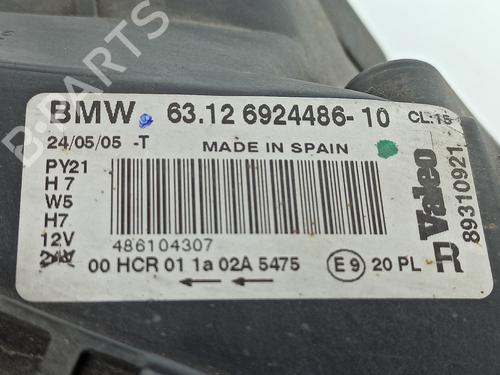 B-PARTS
BMW. 63.12 6924486-10 CL:15
24/05/05 -T MADE IN SPAIN
PY21
H7
W5
H7
12V
486104307
00 HCR 01 1a 02A 5475 E9 20 PL
R Valeo
89310921